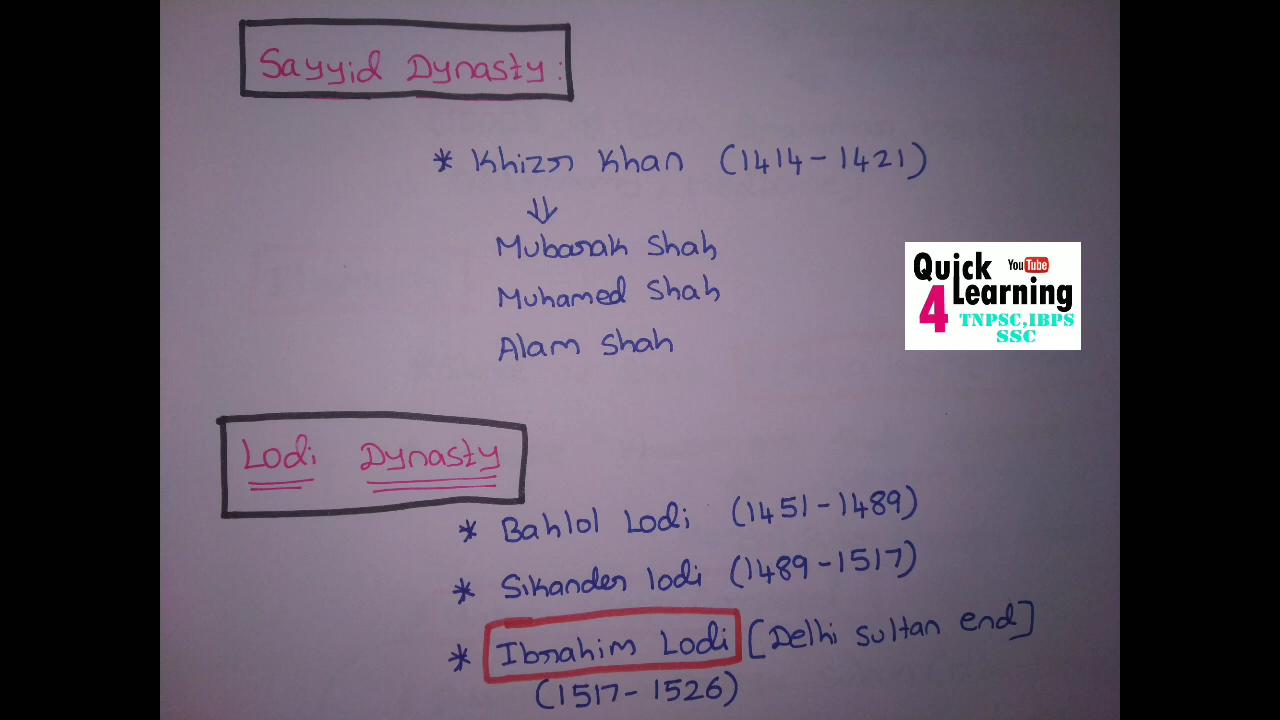 Sayyid Dynasty:
* Khizr Khan (1414-1421)
⇓
Mubarak Shah
Muhamed Shah
Alam Shah
Quick
YouTube
4 Learning
TNPSC,IBPS
SSC
Lodi Dynasty
* Bahlol Lodi (1451-1489)
* Sikander lodi (1489-1517)
* Ibrahim Lodi [Delhi Sultan end]
(1517-1526)